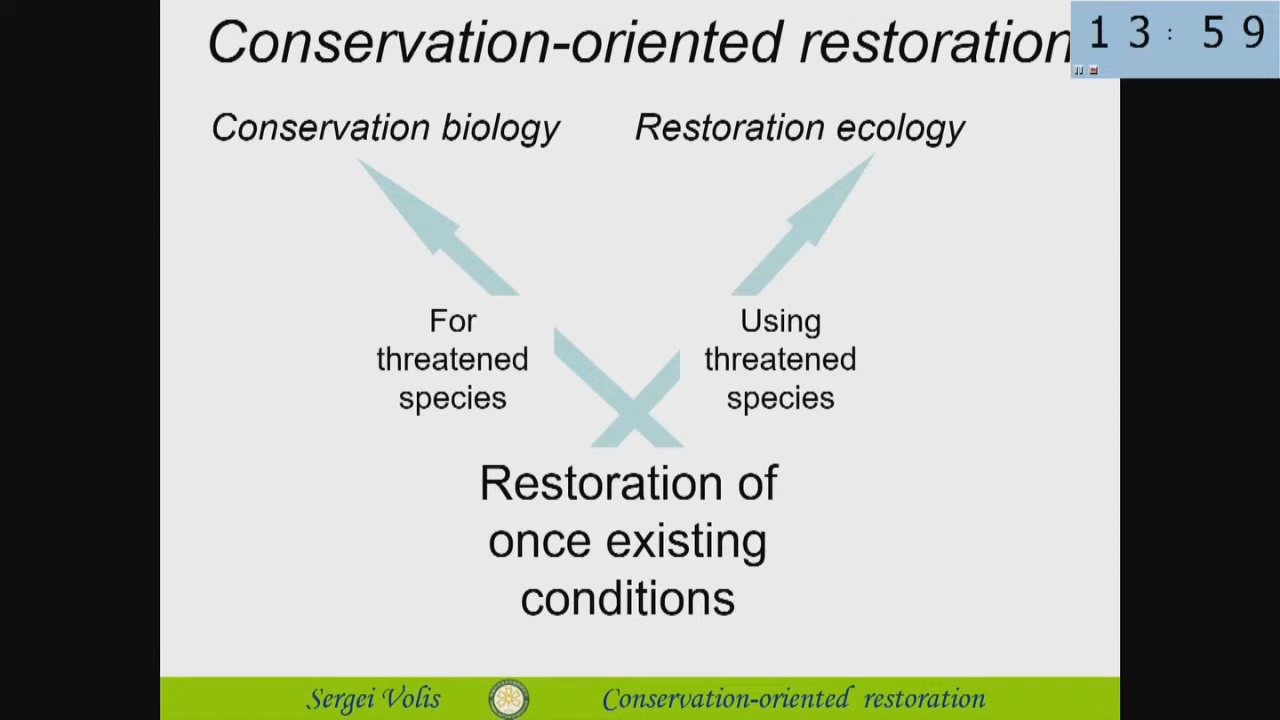 Conservation-oriented restoration
13:59
Conservation biology
Restoration ecology
For
threatened
species
Using
threatened
species
Restoration of
once existing
conditions
Sergei Volis
Conservation-oriented restoration